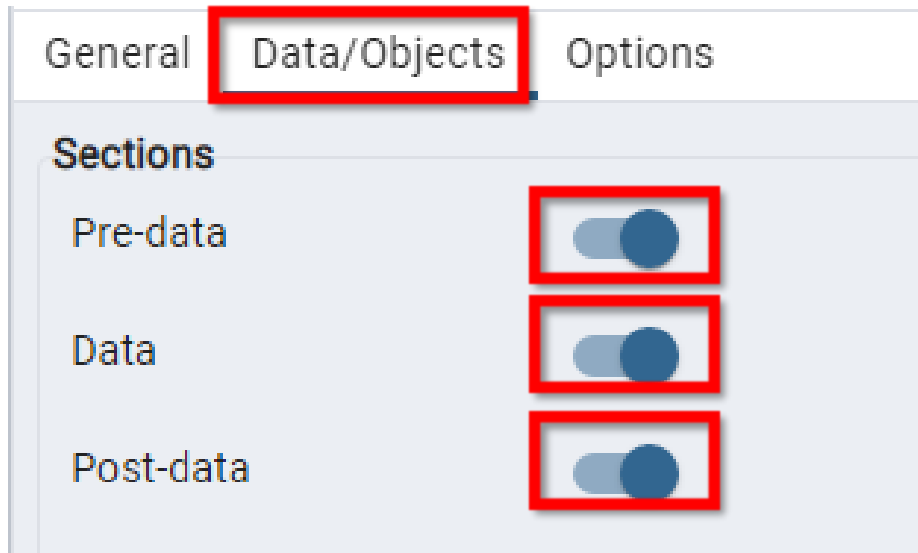 General Data/Objects Options
Sections
Pre-data
Data
Post-data